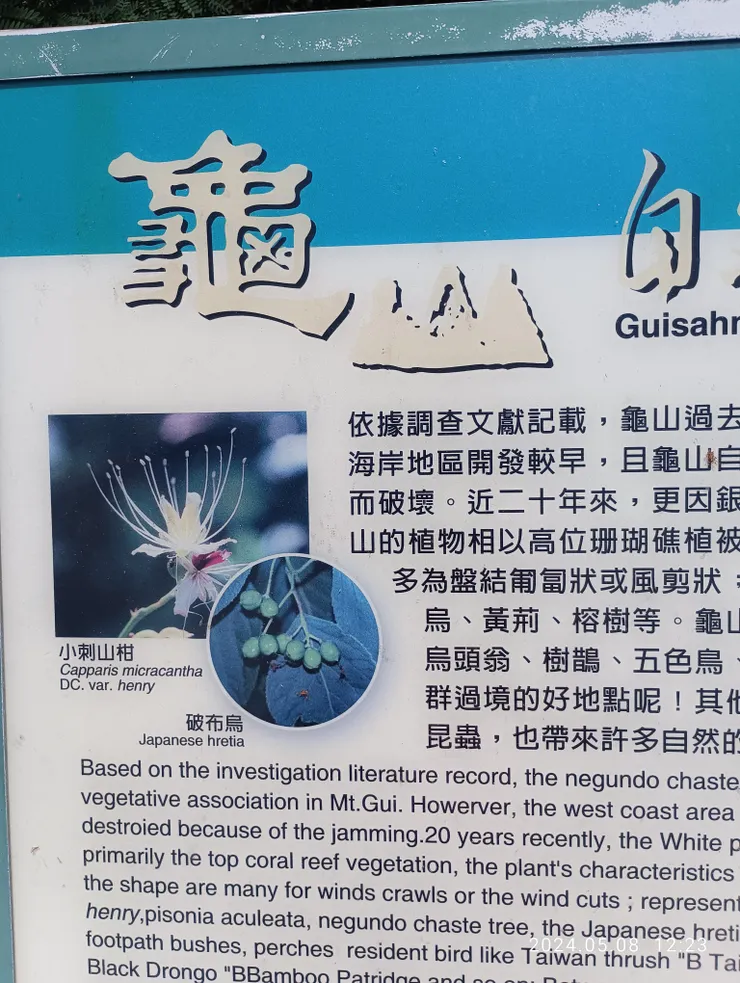 龜山 自
Guisahn
依據調查文獻記載，龜山過去
海岸地區開發較早，且龜山自
而破壞。近二十年來，更因銀
山的植物相以高位珊瑚礁植被
多為盤結匍匐狀或風剪狀；
烏、黃荊、榕樹等。龜山
烏頭翁、樹鵲、五色鳥、
群過境的好地點呢！其他
昆蟲，也帶來許多自然的
小刺山柑
Capparis micracantha
DC. var. henry
破布烏
Japanese hretia
Based on the investigation literature record, the negundo chaste
vegetative association in Mt.Gui. Howerver, the west coast area
destroied because of the jamming.20 years recently, the White p
primarily the top coral reef vegetation, the plant's characteristics
the shape are many for winds crawls or the wind cuts ; represent
henry,pisonia aculeata, negundo chaste tree, the Japanese hreti
footpath bushes, perches resident bird like Taiwan thrush "B Tai
Black Drongo "BBamboo Patridge and so on; Bet
2024.05.08 12:23